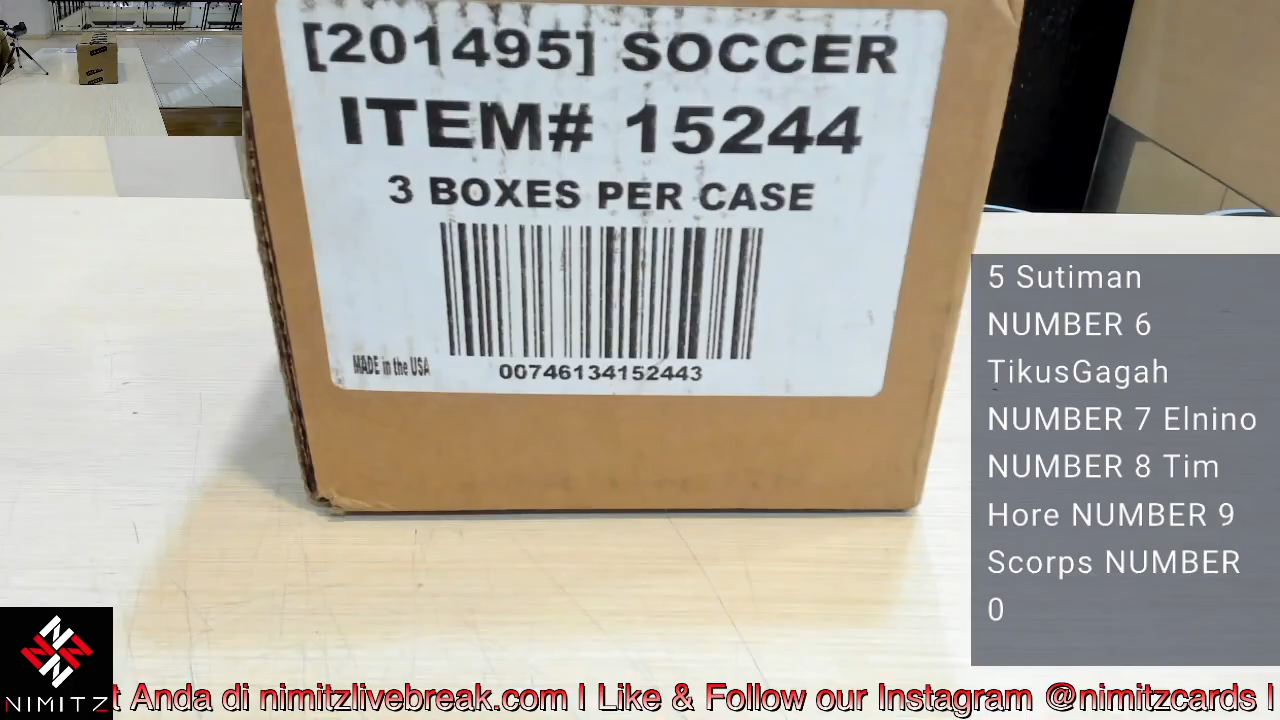 [201495] SOCCER
ITEM# 15244
3 BOXES PER CASE
MADE in the USA
00746134152443
5 Sutiman
NUMBER 6
TikusGagah
NUMBER 7 Elnino
NUMBER 8 Tim
Hore NUMBER 9
Scorps NUMBER
0
NIMITZ
Anda di nimitzlivebreak.com I Like & Follow our Instagram @nimitzcards I